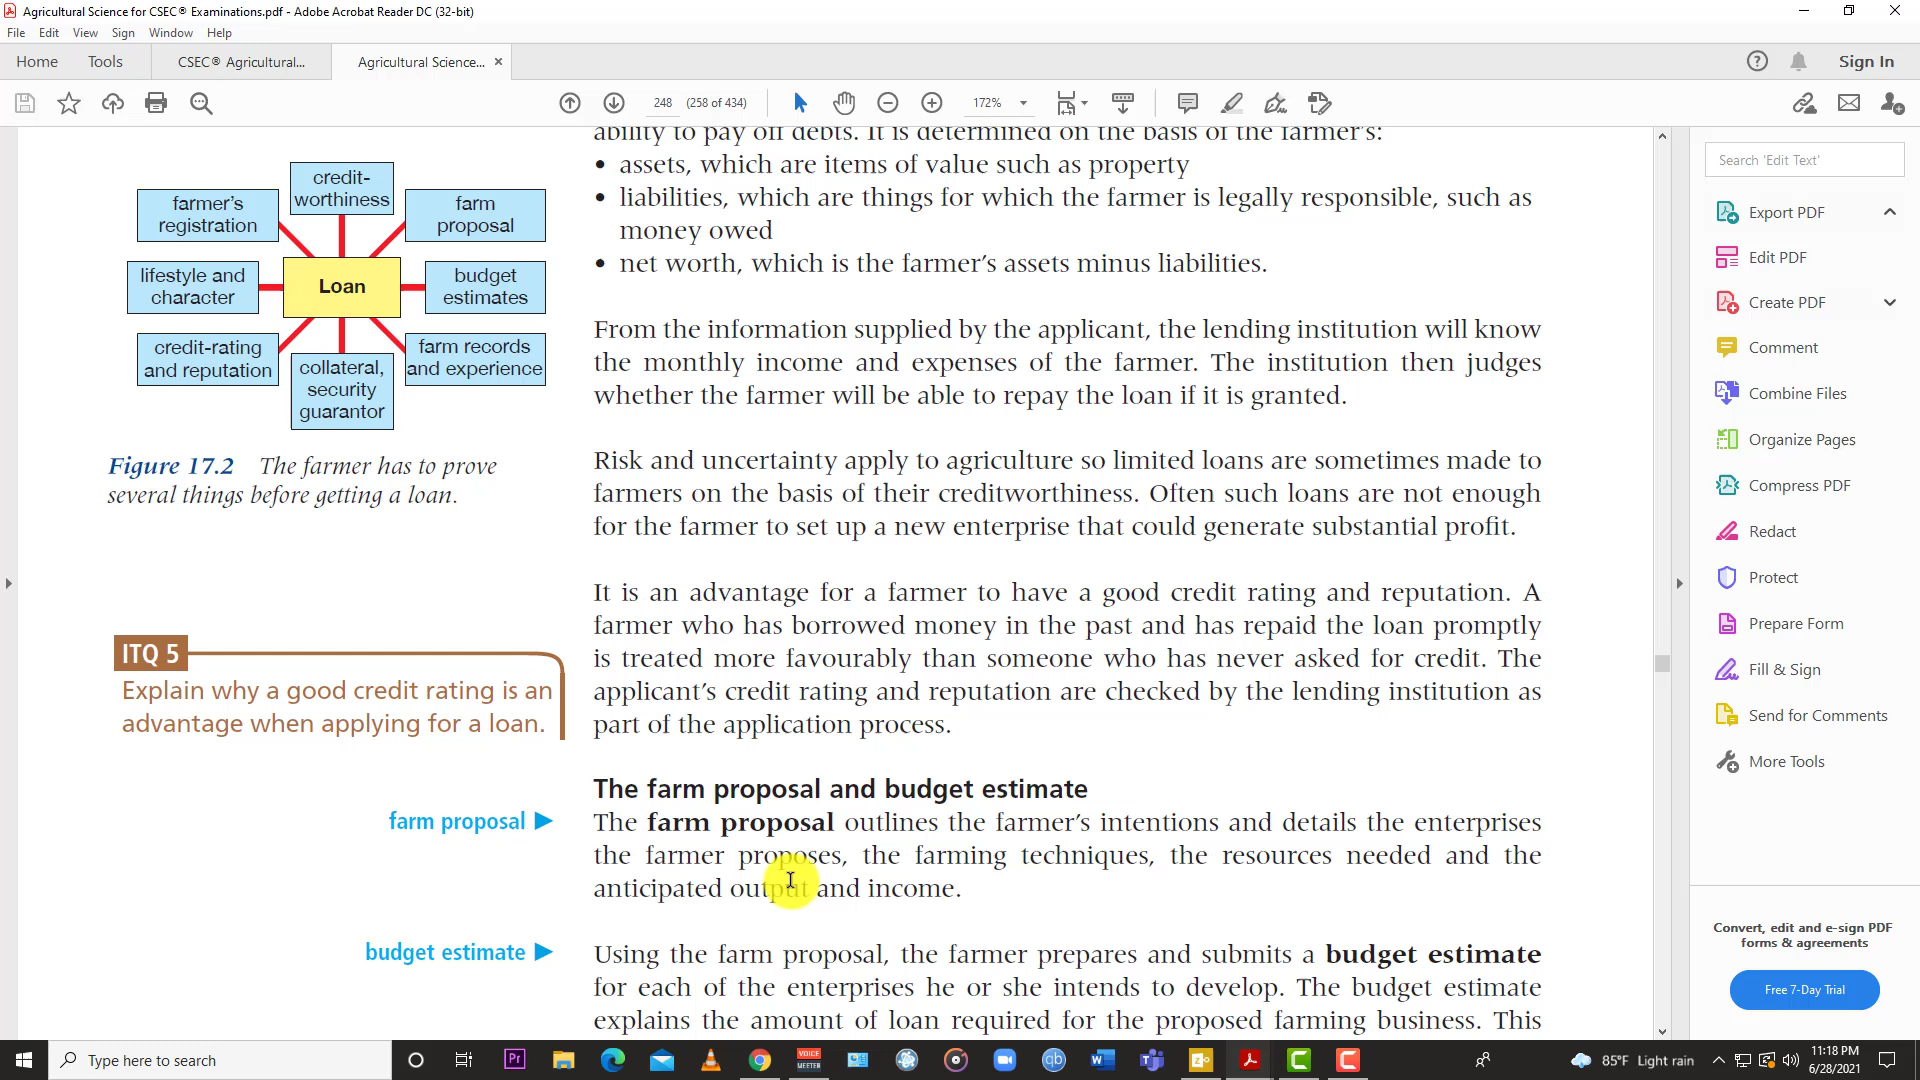 Agricultural Science for CSEC® Examinations.pdf - Adobe Acrobat Reader DC (32-bit)
File Edit View Sign Window Help
Home Tools CSEC® Agricultural... Agricultural Science... × Sign In
248 (258 of 434) 172%
credit-
worthiness
farmer's
registration
farm
proposal
lifestyle and
character
Loan
budget
estimates
credit-rating
and reputation
collateral,
security
guarantor
farm records
and experience
Figure 17.2 The farmer has to prove
several things before getting a loan.
ITQ 5
Explain why a good credit rating is an
advantage when applying for a loan.
ability to pay off debts. It is determined on the basis of the farmer's:
• assets, which are items of value such as property
• liabilities, which are things for which the farmer is legally responsible, such as
money owed
• net worth, which is the farmer's assets minus liabilities.
From the information supplied by the applicant, the lending institution will know
the monthly income and expenses of the farmer. The institution then judges
whether the farmer will be able to repay the loan if it is granted.
Risk and uncertainty apply to agriculture so limited loans are sometimes made to
farmers on the basis of their creditworthiness. Often such loans are not enough
for the farmer to set up a new enterprise that could generate substantial profit.
It is an advantage for a farmer to have a good credit rating and reputation. A
farmer who has borrowed money in the past and has repaid the loan promptly
is treated more favourably than someone who has never asked for credit. The
applicant's credit rating and reputation are checked by the lending institution as
part of the application process.
The farm proposal and budget estimate
farm proposal ▶
The farm proposal outlines the farmer's intentions and details the enterprises
the farmer proposes, the farming techniques, the resources needed and the
anticipated output and income.
budget estimate ▶
Using the farm proposal, the farmer prepares and submits a budget estimate
for each of the enterprises he or she intends to develop. The budget estimate
explains the amount of loan required for the proposed farming business. This
Search 'Edit Text'
Export PDF
Edit PDF
Create PDF
Comment
Combine Files
Organize Pages
Compress PDF
Redact
Protect
Prepare Form
Fill & Sign
Send for Comments
More Tools
Convert, edit and e-sign PDF
forms & agreements
Free 7-Day Trial
Type here to search
Pr
VOICE
MEETER
qb
85°F Light rain
11:18 PM
6/28/2021